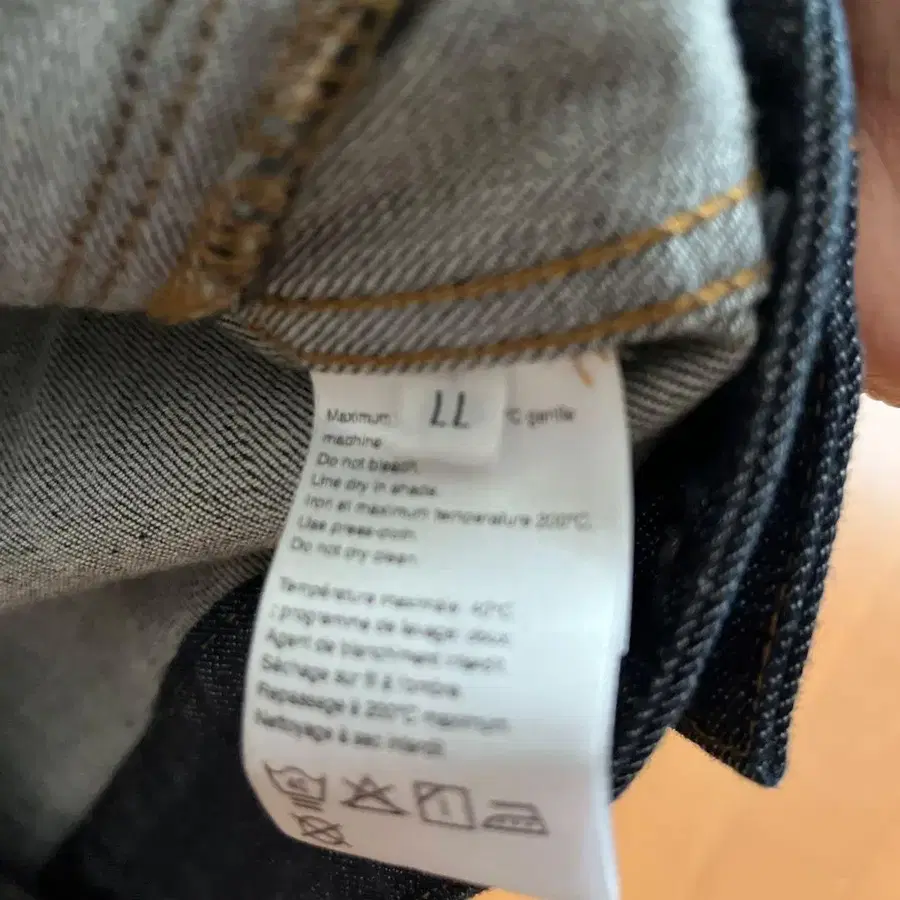 LL
Maximum °C gentle
machine
Do not bleach.
Line dry in shade.
Iron at maximum temperature 200°C.
Use press-cloth.
Do not dry clean.
Température maximale: 40°C
: programme de lavage: doux.
Agent de blanchiment interdit.
Séchage sur fil à l'ombre.
Repassage à 200°C maximum.
Nettoyage à sec interdit.
40